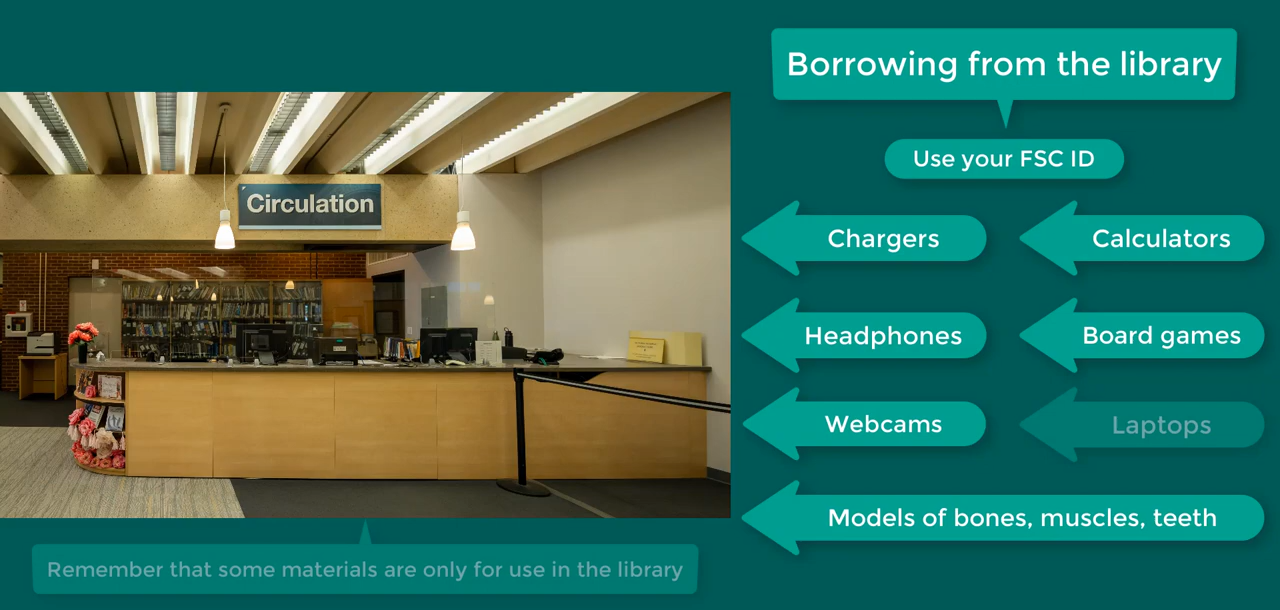 Borrowing from the library
Use your FSC ID
Circulation
Chargers
Calculators
Headphones
Board games
Webcams
Laptops
Models of bones, muscles, teeth
Remember that some materials are only for use in the library